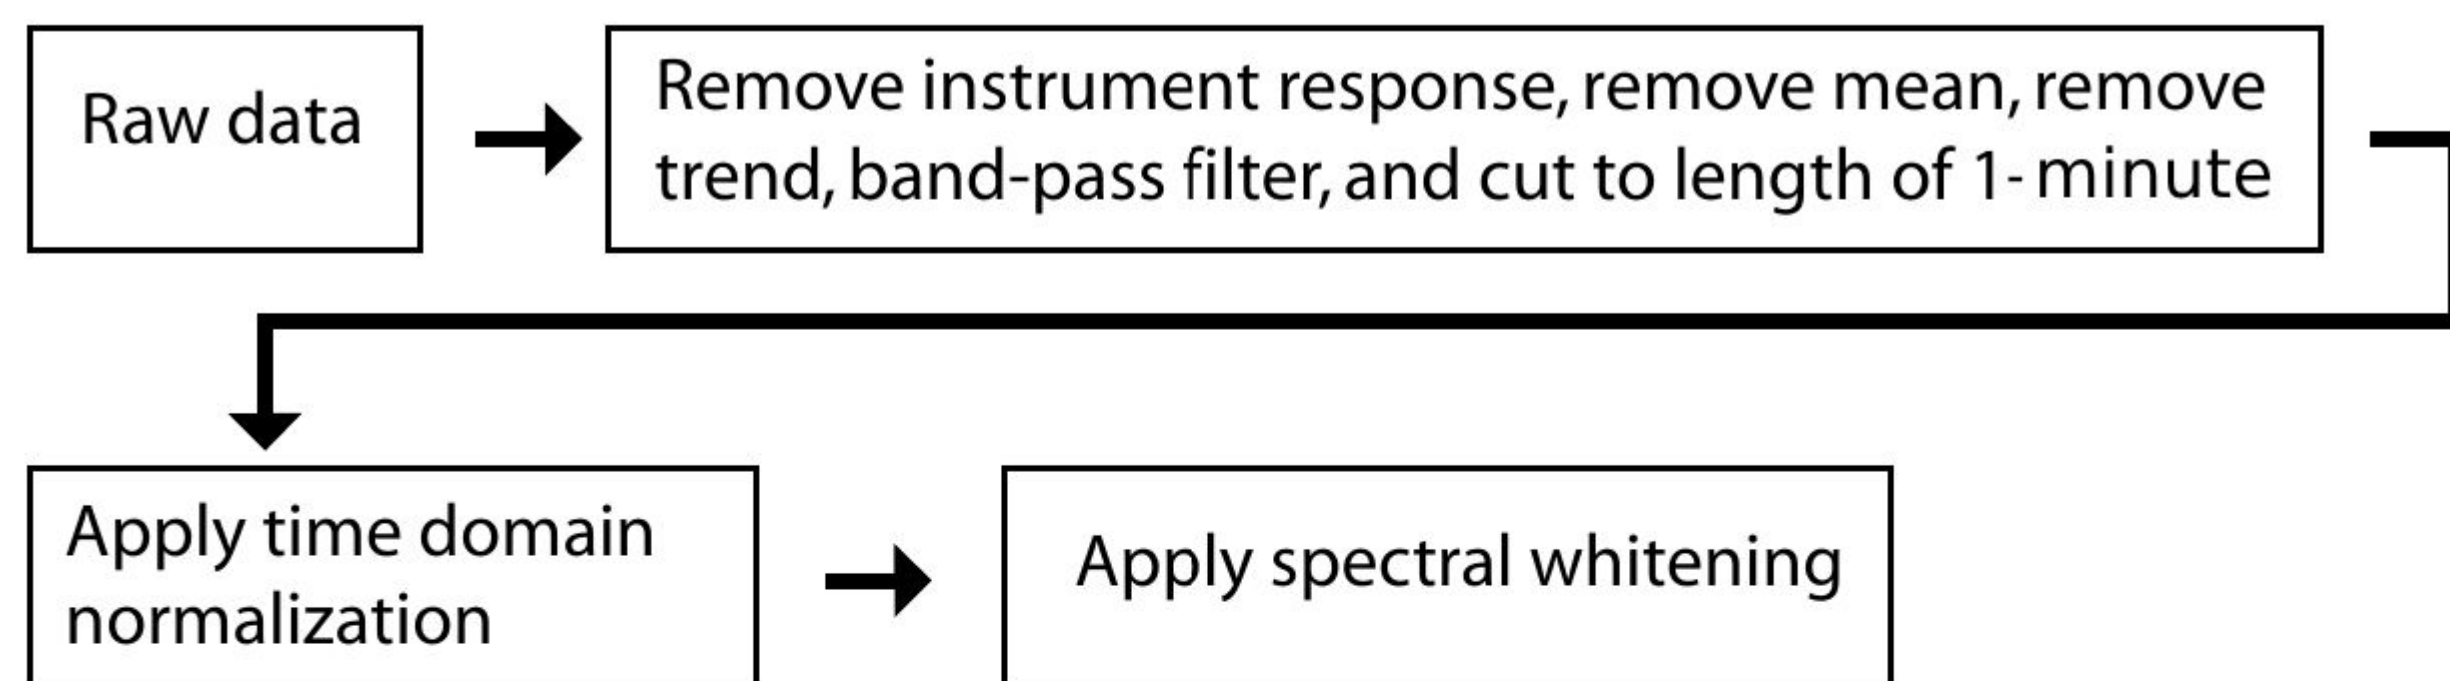 Raw data
Remove instrument response, remove mean, remove
trend, band-pass filter, and cut to length of 1-minute
Apply time domain
normalization
Apply spectral whitening